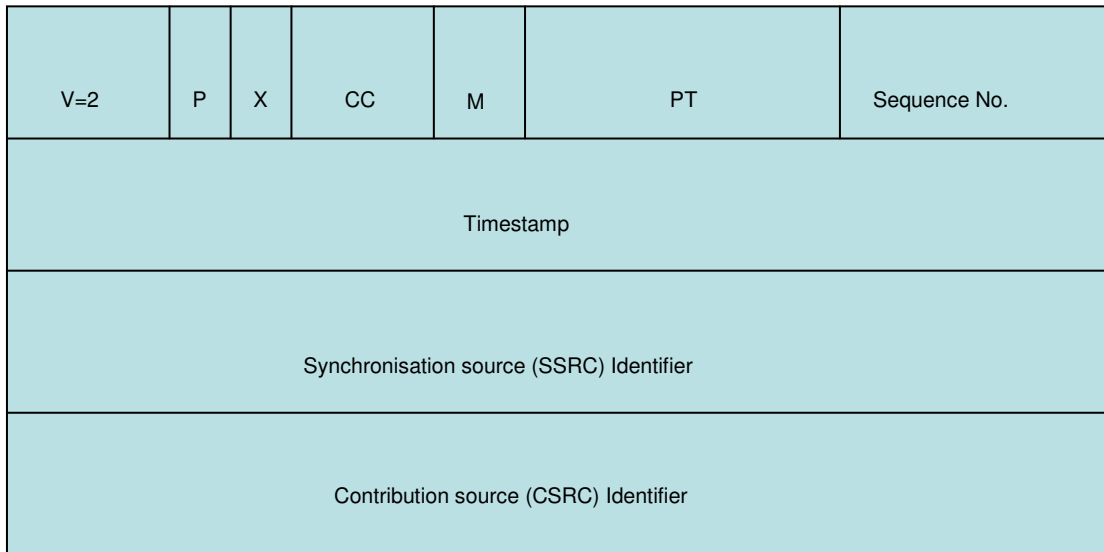 V=2 P X CC M PT Sequence No.
Timestamp
Synchronisation source (SSRC) Identifier
Contribution source (CSRC) Identifier